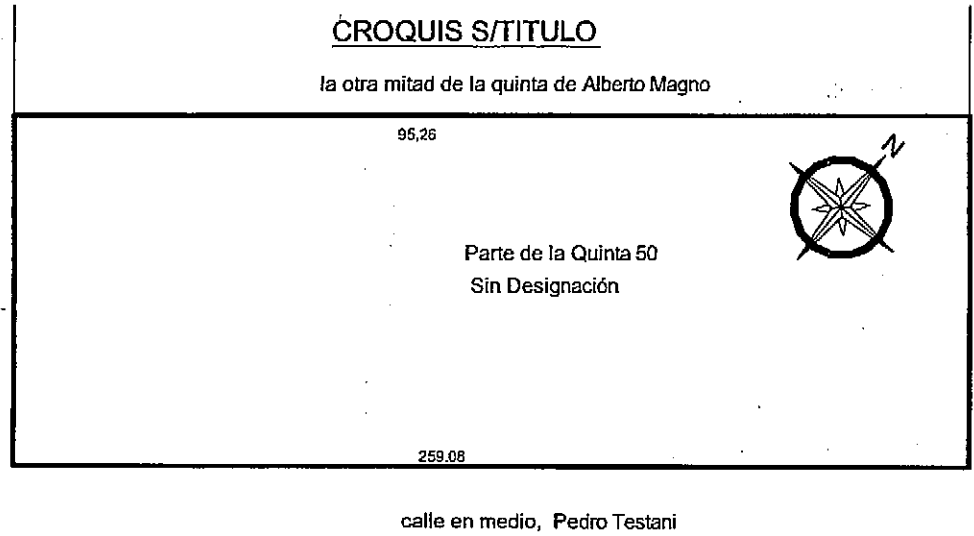 CROQUIS S/TITULO
la otra mitad de la quinta de Alberto Magno
95,26
N
Parte de la Quinta 50
Sin Designación
259.08
calle en medio, Pedro Testani